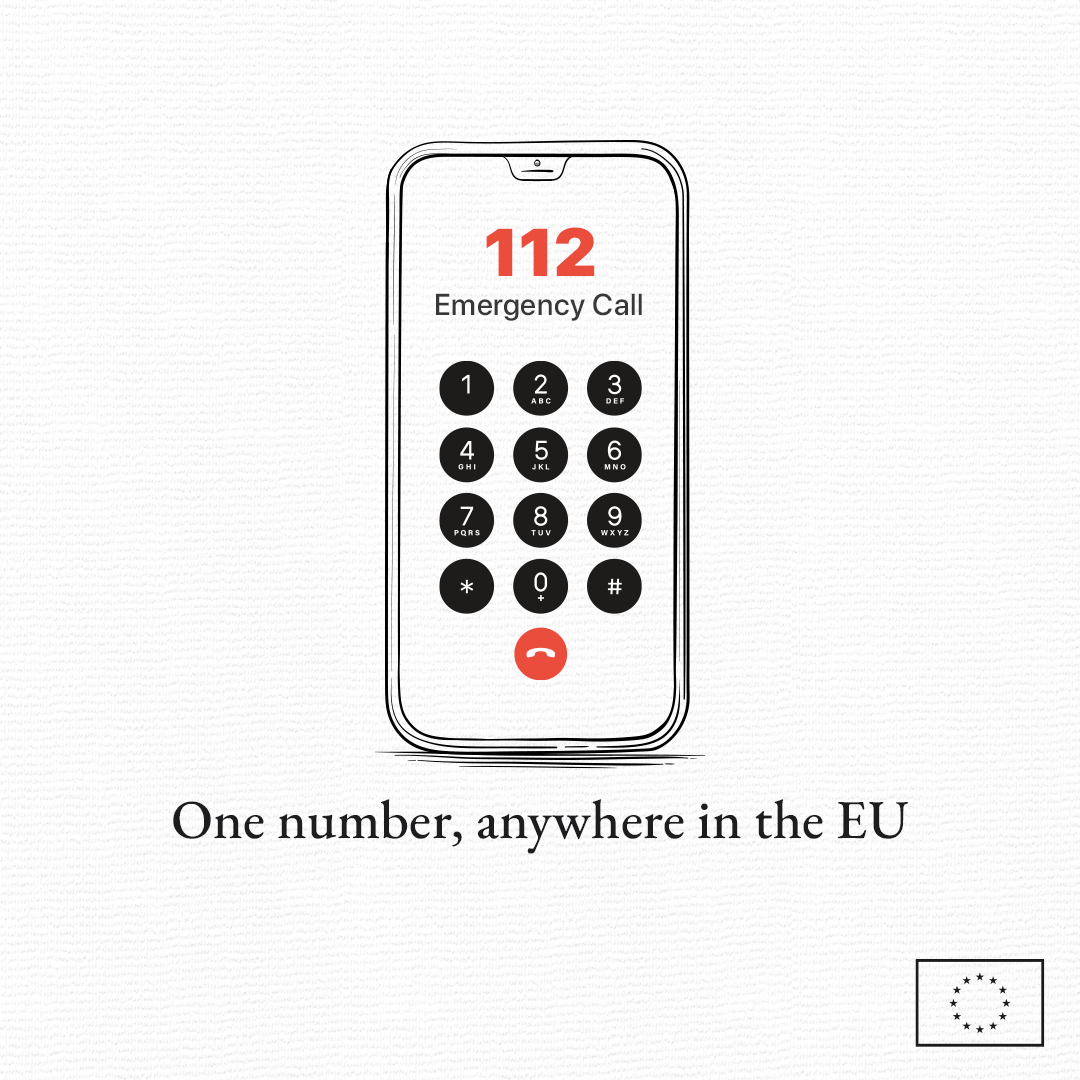 112
Emergency Call
1 2 3
ABC DEF
4 5 6
GHI JKL MNO
7 8 9
PQRS TUV WXYZ
* 0 #
+
One number, anywhere in the EU